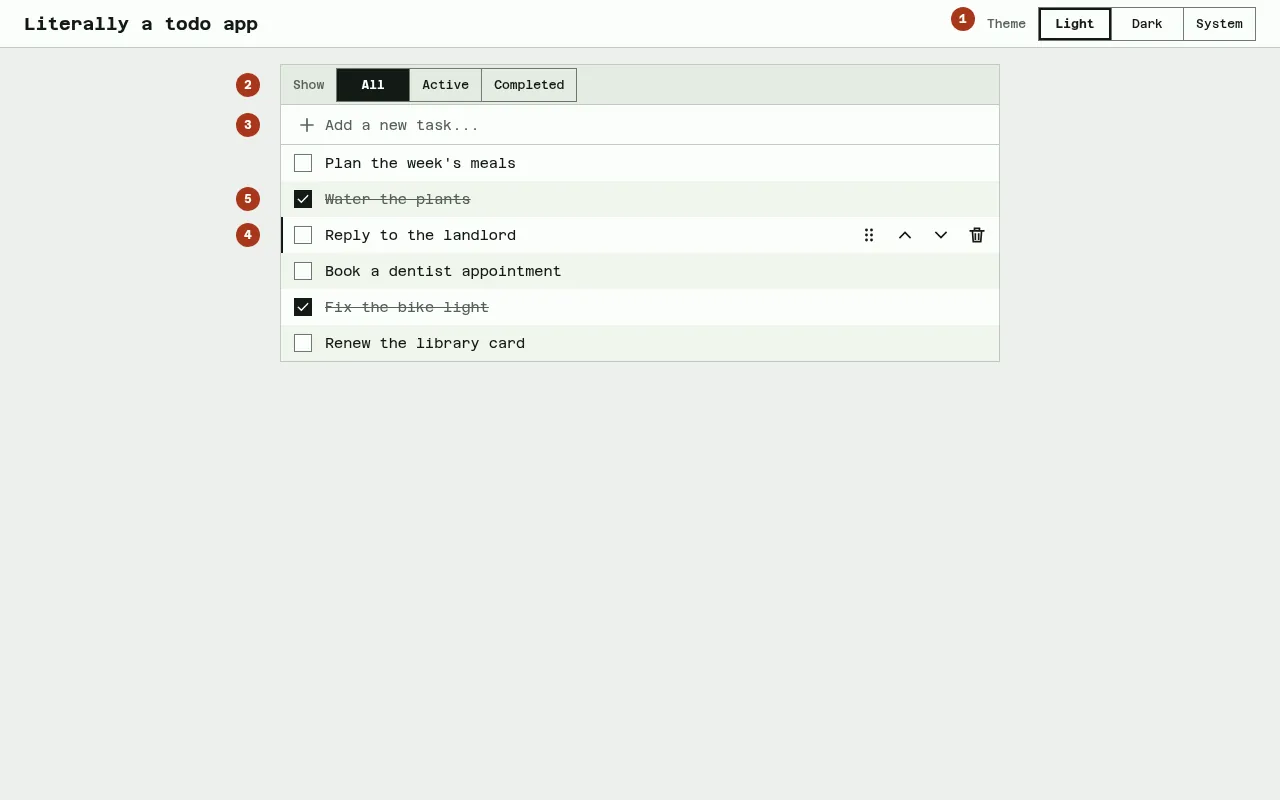 Literally a todo app
1 Theme Light Dark System
2 Show All Active Completed
3 Add a new task...
Plan the week's meals
5 Water the plants
4 Reply to the landlord
Book a dentist appointment
Fix the bike light
Renew the library card